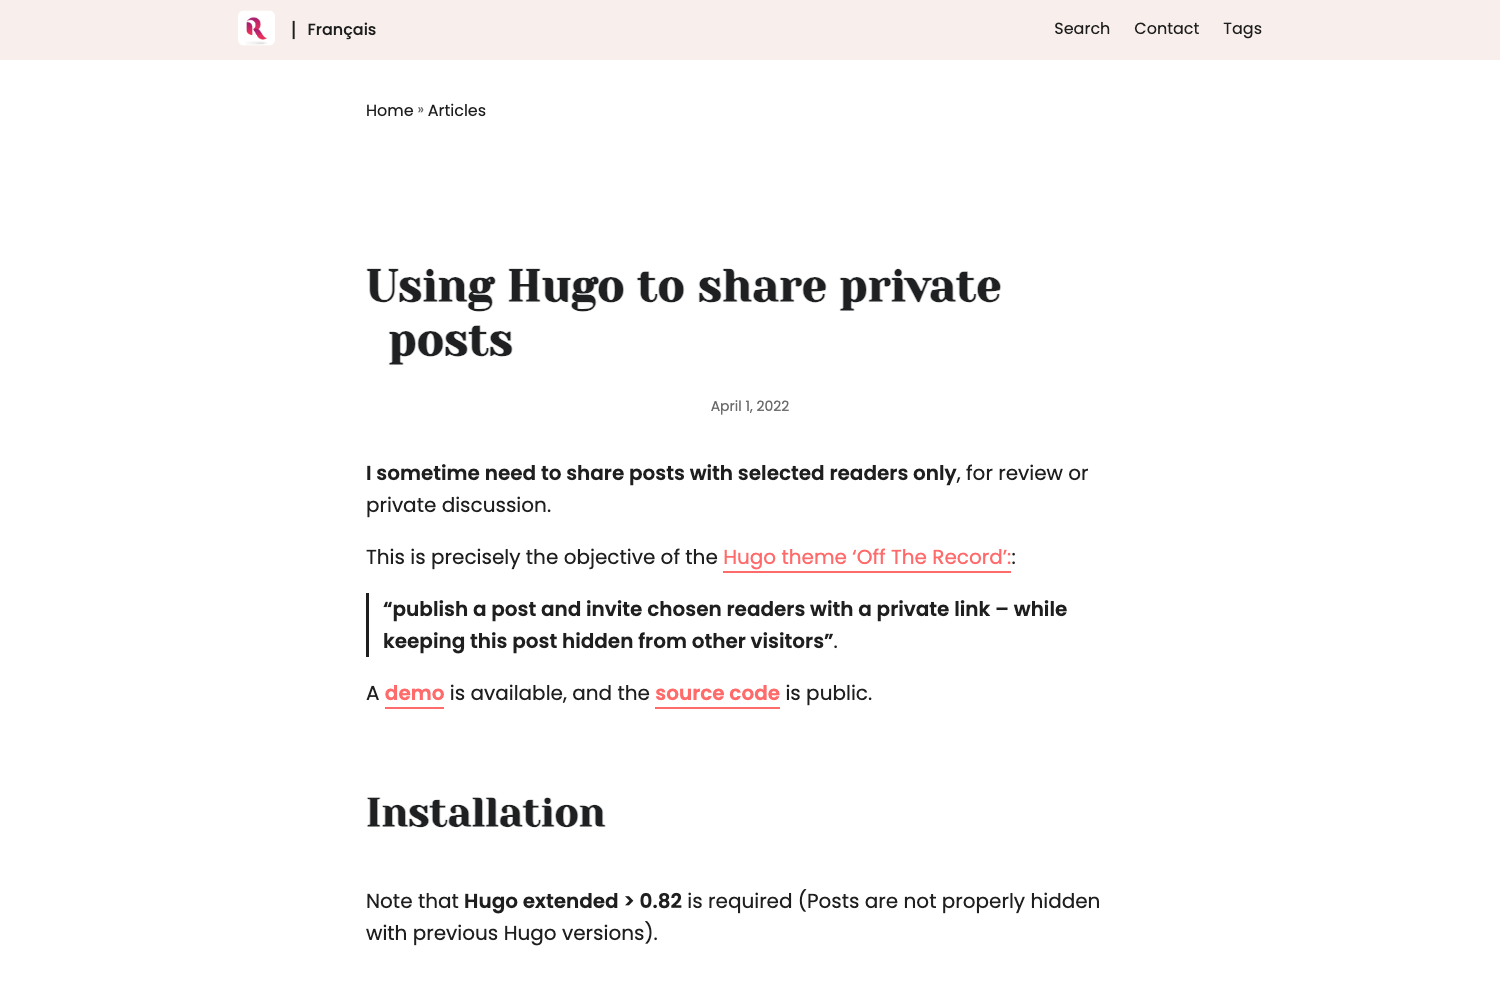 R | Français
Search Contact Tags
Home » Articles
Using Hugo to share private
posts
April 1, 2022
I sometime need to share posts with selected readers only, for review or
private discussion.
This is precisely the objective of the Hugo theme ‘Off The Record’::
“publish a post and invite chosen readers with a private link – while
keeping this post hidden from other visitors”.
A demo is available, and the source code is public.
Installation
Note that Hugo extended > 0.82 is required (Posts are not properly hidden
with previous Hugo versions).